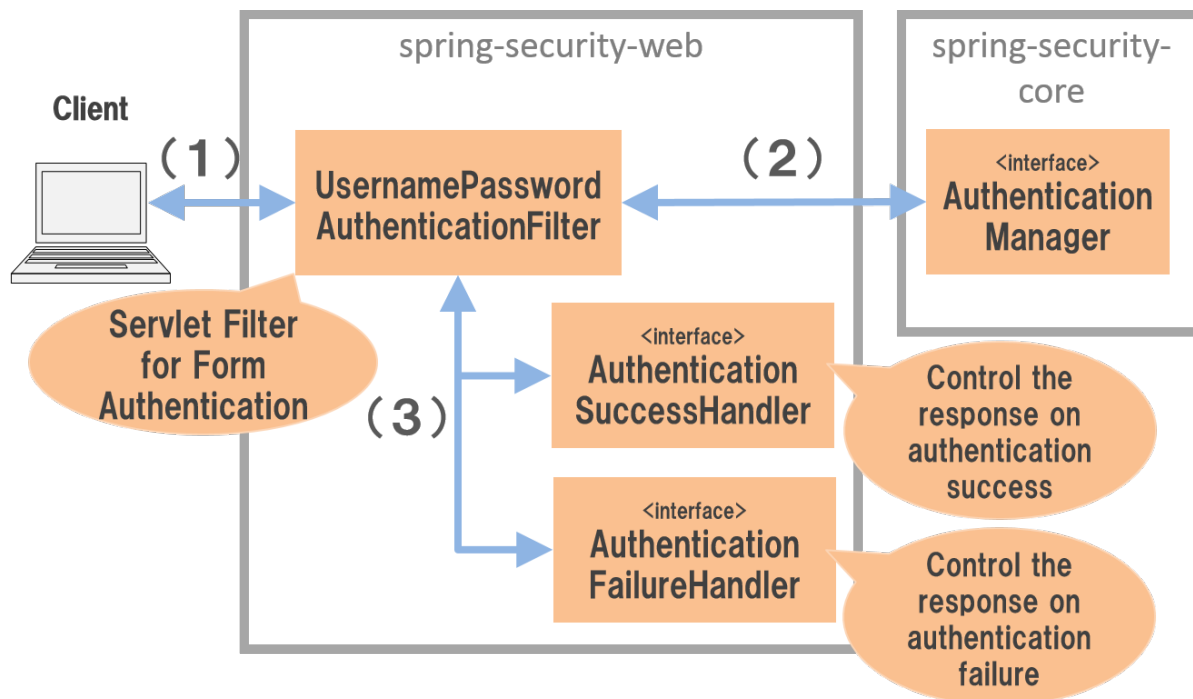 spring-security-web
spring-security-
core
Client
(1)
(2)
UsernamePassword
AuthenticationFilter
<interface>
Authentication
Manager
Servlet Filter
for Form
Authentication
(3)
<interface>
Authentication
SuccessHandler
Control the
response on
authentication
success
<interface>
Authentication
FailureHandler
Control the
response on
authentication
failure